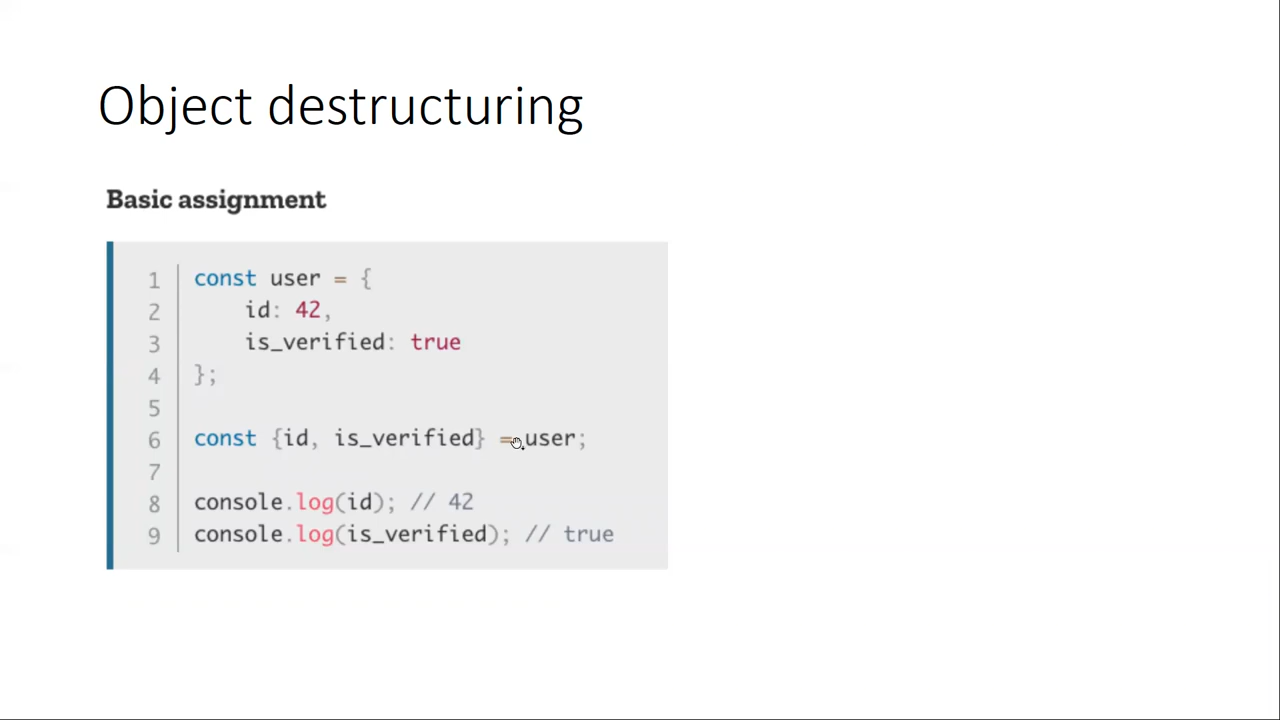 Object destructuring
Basic assignment
1 const user = {
2     id: 42,
3     is_verified: true
4 };
5
6 const {id, is_verified} = user;
7
8 console.log(id); // 42
9 console.log(is_verified); // true